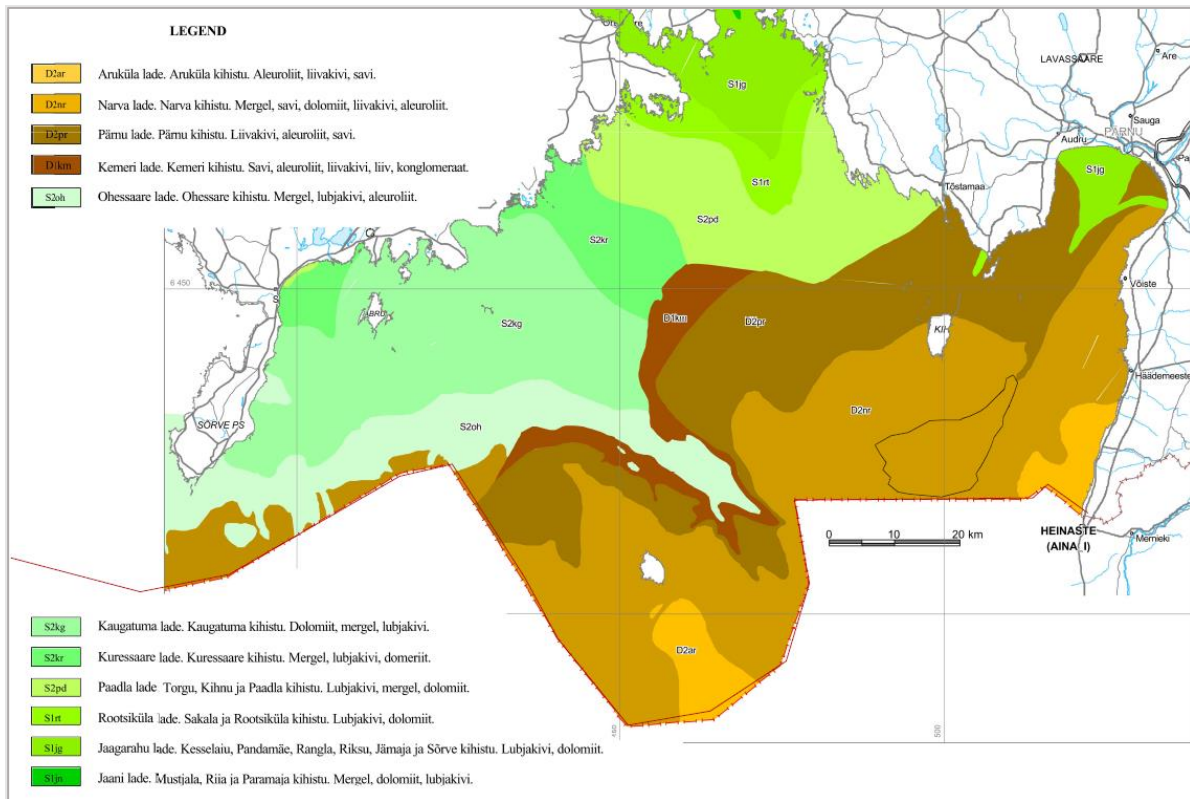 LEGEND
D2ar Aruküla lade. Aruküla kihistu. Aleuroliit, liivakivi, savi.
D2nr Narva lade. Narva kihistu. Mergel, savi, dolomiit, liivakivi, aleuroliit.
D2pr Pärnu lade. Pärnu kihistu. Liivakivi, aleuroliit, savi.
D1km Kemeri lade. Kemeri kihistu. Savi, aleuroliit, liivakivi, liiv, konglomeraat.
S2oh Ohessaare lade. Ohessare kihistu. Mergel, lubjakivi, aleuroliit.
LAVASSAARE
Are
S1jg
Sauga
PÄRNU
Audru
S1jg
S1rt
Tõstamaa
S2pd
S2kr
6 450
Võiste
BRU
S2kg
D1km
D2pr
KIH
Häädemeeste
D2nr
SÕRVE PS
S2oh
0 10 20 km
HEINASTE
(AINA I)
Mernieki
D2ar
500
S2kg Kaugatuma lade. Kaugatuma kihistu. Dolomiit, mergel, lubjakivi.
S2kr Kuressaare lade. Kuressaare kihistu. Mergel, lubjakivi, domeriit.
S2pd Paadla lade Torgu, Kihnu ja Paadla kihistu. Lubjakivi, mergel, dolomiit.
S1rt Rootsiküla lade. Sakala ja Rootsiküla kihistu. Lubjakivi, dolomiit.
S1jg Jaagarahu lade. Kesselaiu, Pandamäe, Rangla, Riksu, Jämaja ja Sõrve kihistu. Lubjakivi, dolomiit.
S1jn Jaani lade. Mustjala, Riia ja Paramaja kihistu. Mergel, dolomiit, lubjakivi.